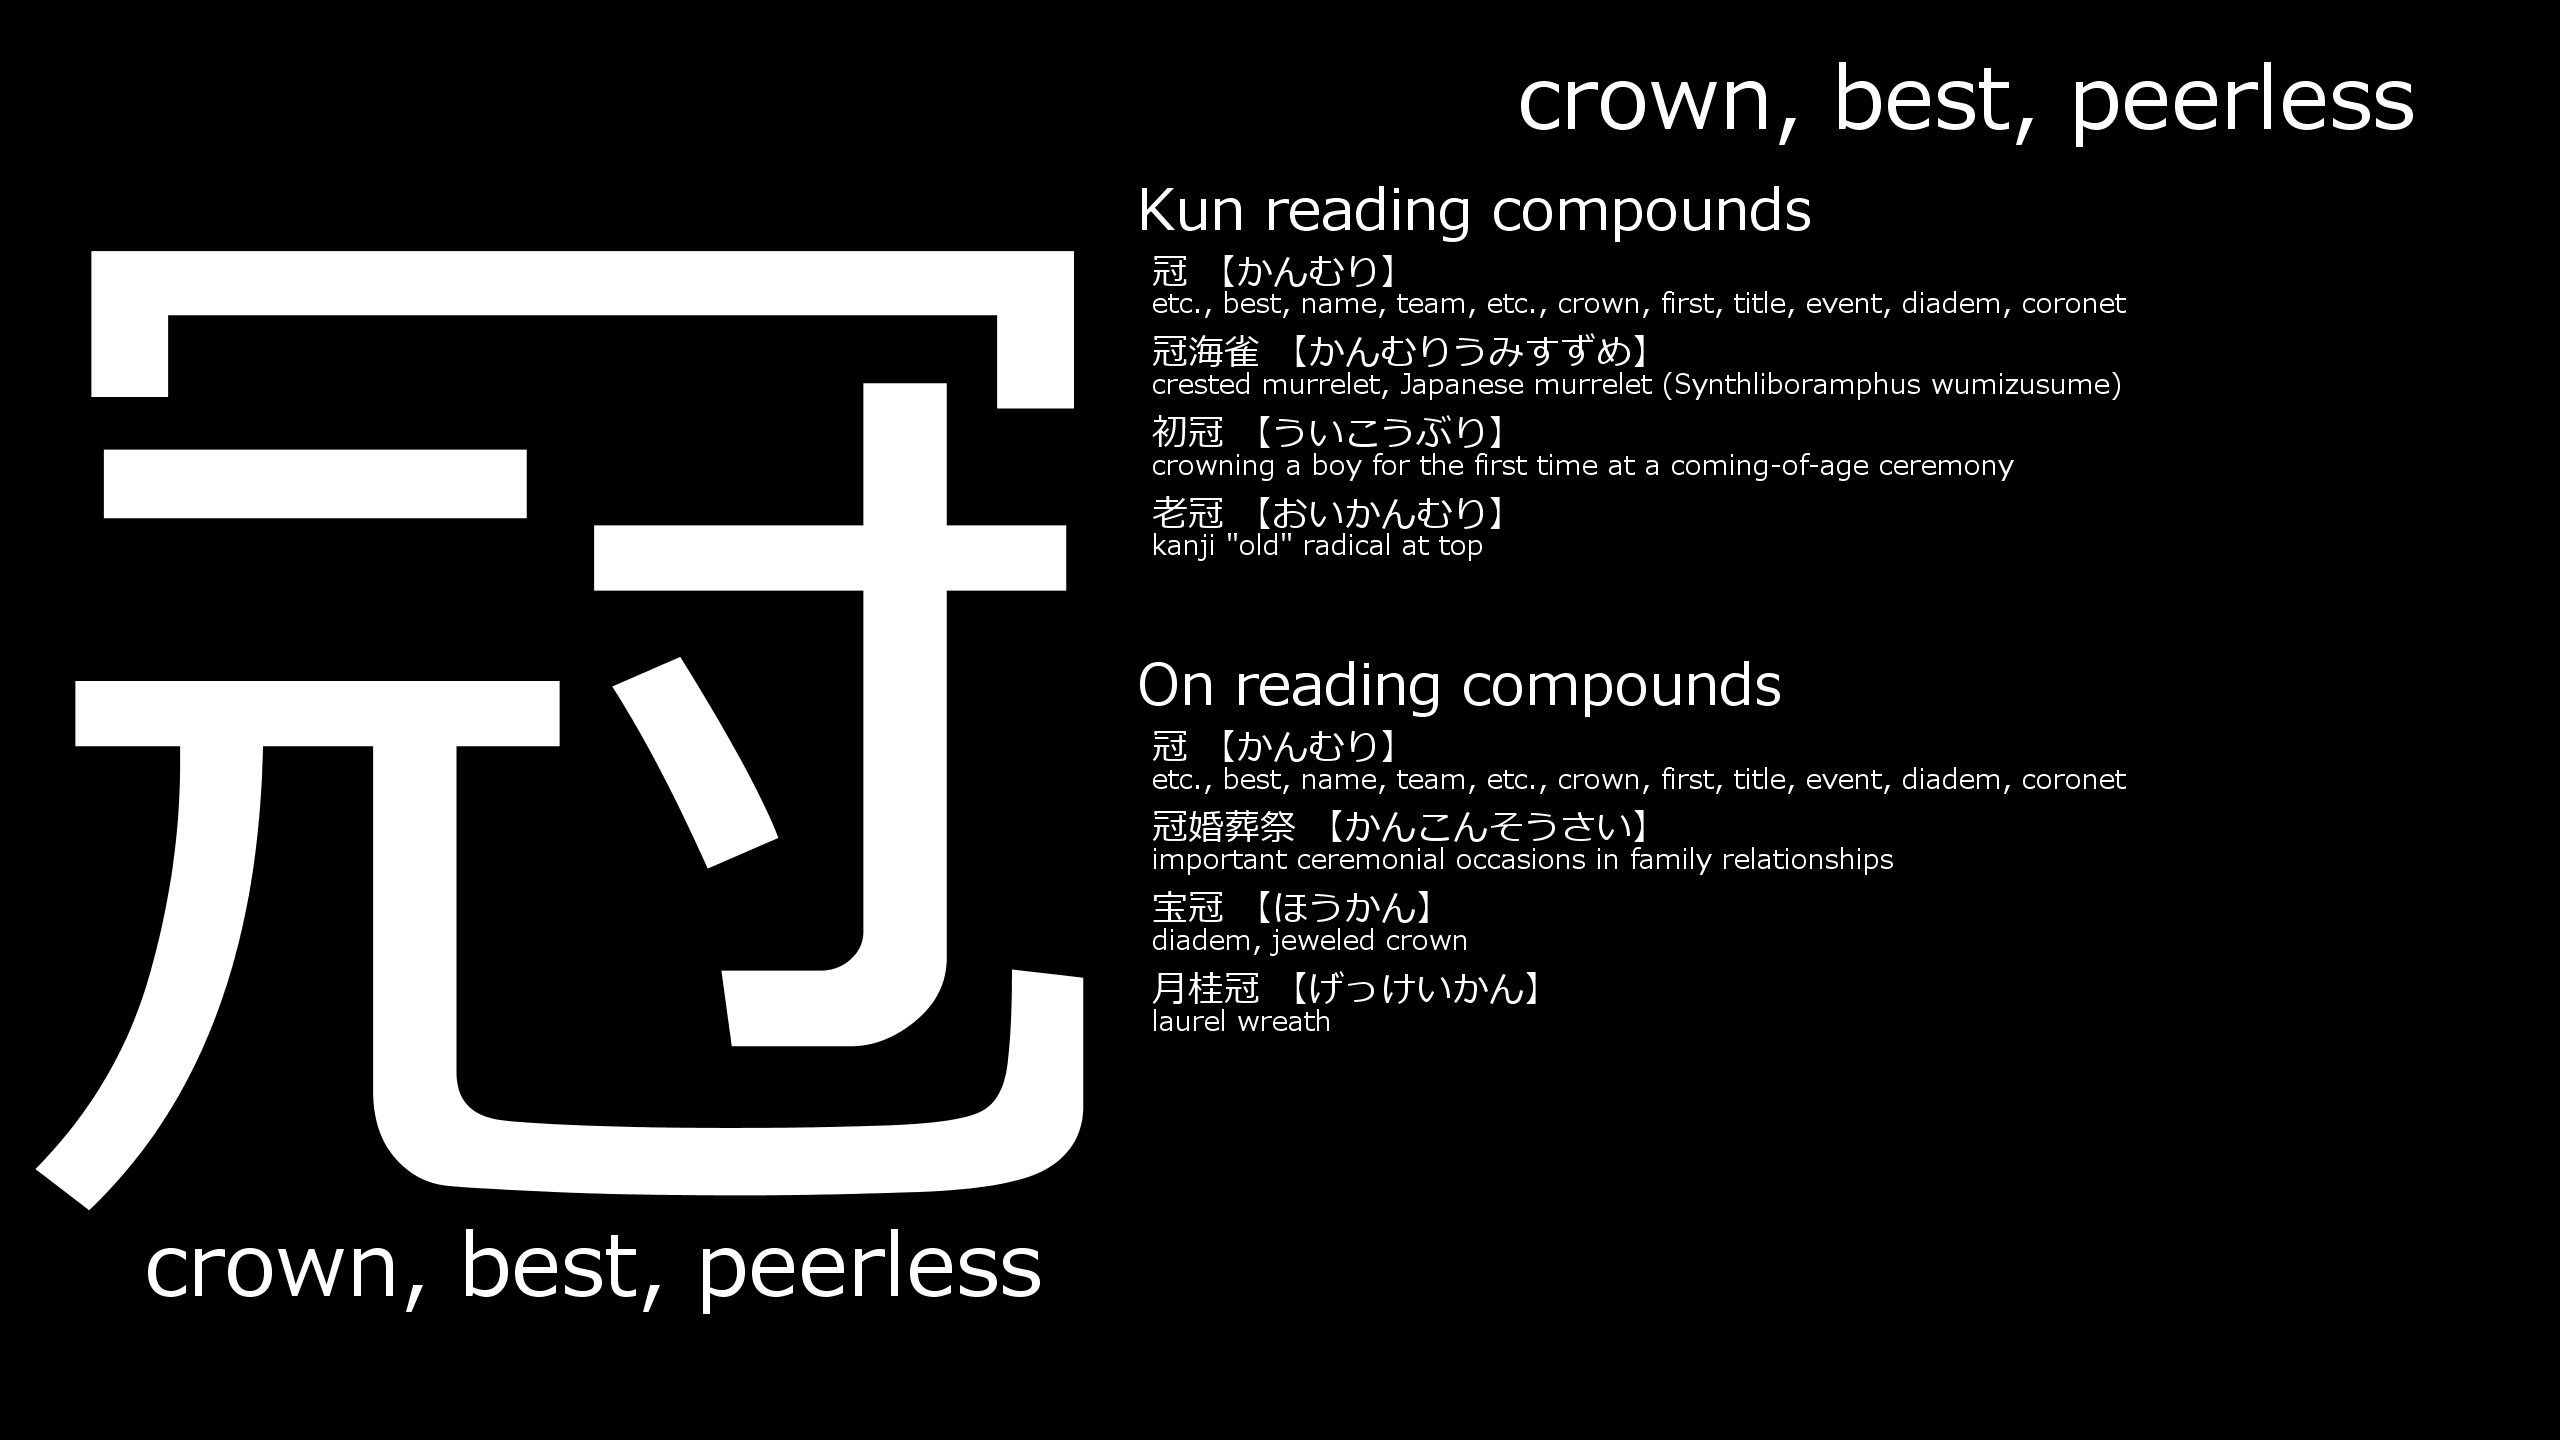 crown, best, peerless
冠
crown, best, peerless
Kun reading compounds
冠 【かんむり】
etc., best, name, team, etc., crown, first, title, event, diadem, coronet
冠海雀 【かんむりうみすずめ】
crested murrelet, Japanese murrelet (Synthliboramphus wumizusume)
初冠 【ういこうぶり】
crowning a boy for the first time at a coming-of-age ceremony
老冠 【おいかんむり】
kanji "old" radical at top
On reading compounds
冠 【かんむり】
etc., best, name, team, etc., crown, first, title, event, diadem, coronet
冠婚葬祭 【かんこんそうさい】
important ceremonial occasions in family relationships
宝冠 【ほうかん】
diadem, jeweled crown
月桂冠 【げっけいかん】
laurel wreath